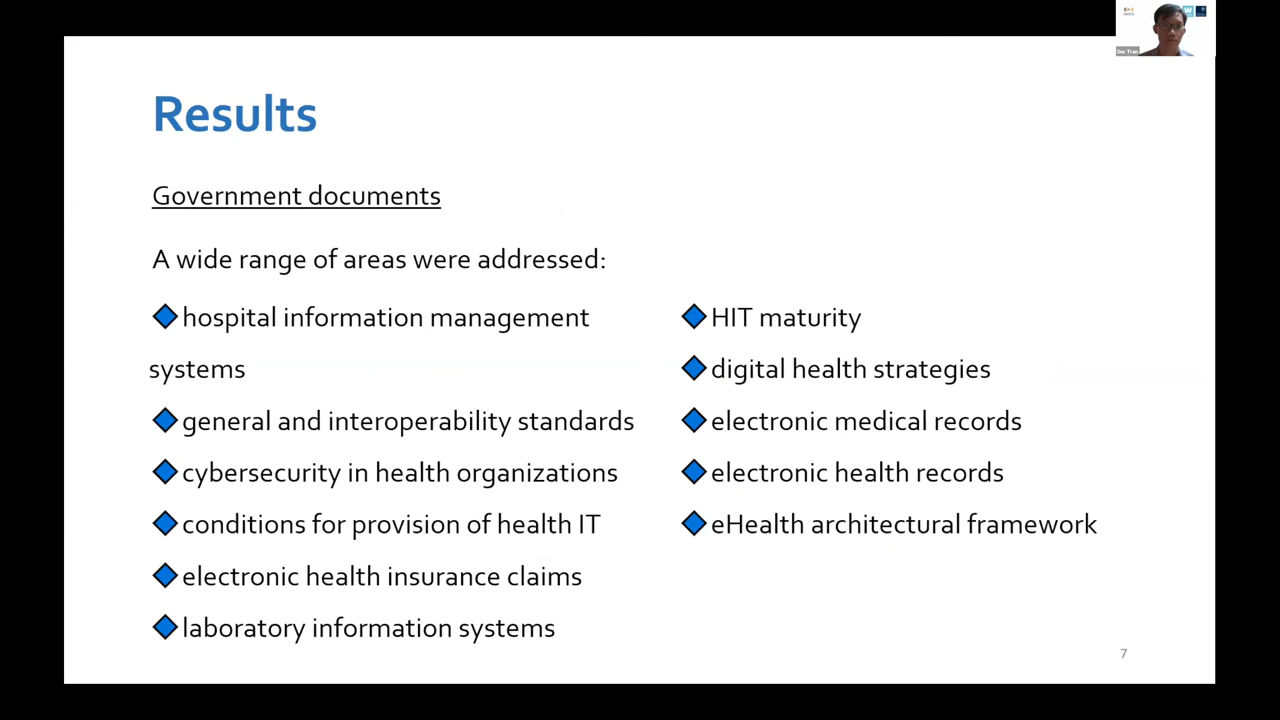 Results
Government documents
A wide range of areas were addressed:
hospital information management
systems
general and interoperability standards
cybersecurity in health organizations
conditions for provision of health IT
electronic health insurance claims
laboratory information systems
HIT maturity
digital health strategies
electronic medical records
electronic health records
eHealth architectural framework
7
W
Duc Tran